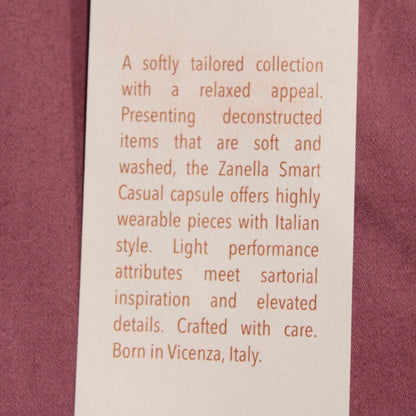 A softly tailored collection
with a relaxed appeal.
Presenting deconstructed
items that are soft and
washed, the Zanella Smart
Casual capsule offers highly
wearable pieces with Italian
style. Light performance
attributes meet sartorial
inspiration and elevated
details. Crafted with care.
Born in Vicenza, Italy.